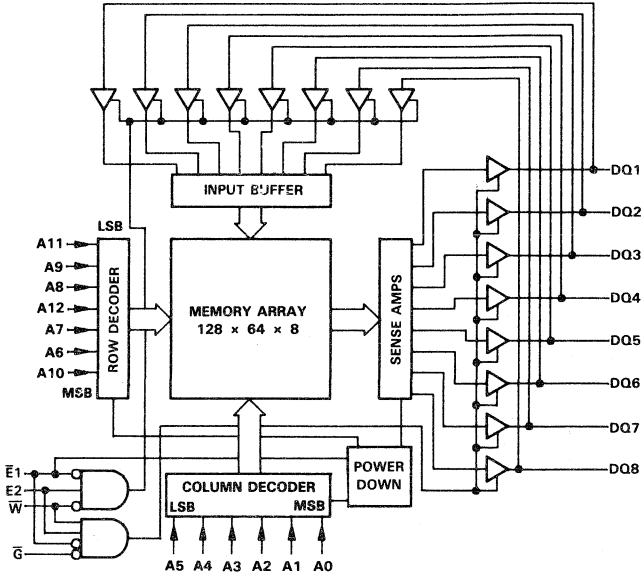 DQ1
INPUT BUFFER
DQ2
LSB
A11
A9
A8
A12
A7
A6
A10
MSB
ROW DECODER
MEMORY ARRAY
128 × 64 × 8
SENSE AMPS
DQ3
DQ4
DQ5
DQ6
DQ7
DQ8
POWER
DOWN
COLUMN DECODER
LSB MSB
E̅1
E2
W̅
G̅
A5 A4 A3 A2 A1 A0